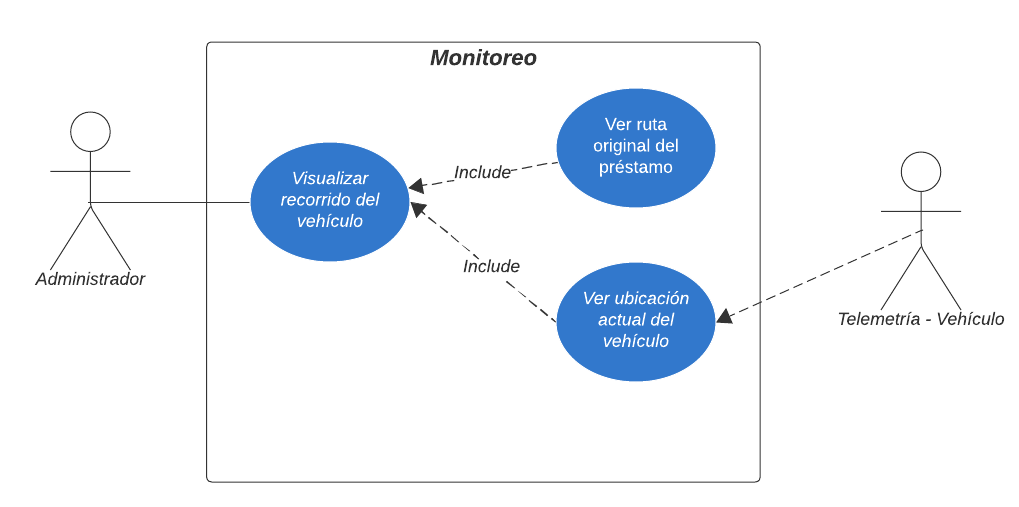 Monitoreo
Ver ruta
original del
préstamo
Include
Visualizar
recorrido del
vehículo
Include
Administrador
Ver ubicación
actual del
vehículo
Telemetría - Vehículo